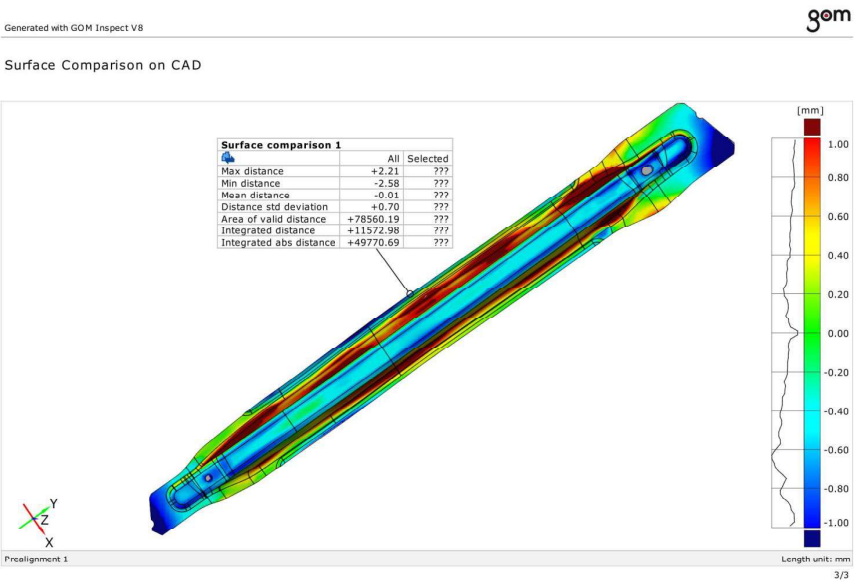 gom
Generated with GOM Inspect V8
Surface Comparison on CAD
[mm]
Surface comparison 1
All Selected
Max distance +2.21 ???
Min distance -2.58 ???
Mean distance -0.01 ???
Distance std deviation +0.70 ???
Area of valid distance +78560.19 ???
Integrated distance +11572.98 ???
Integrated abs distance +49770.69 ???
1.00
0.80
0.60
0.40
0.20
0.00
-0.20
-0.40
-0.60
-0.80
-1.00
Y
Z
X
Prealignment 1
Length unit: mm
3/3